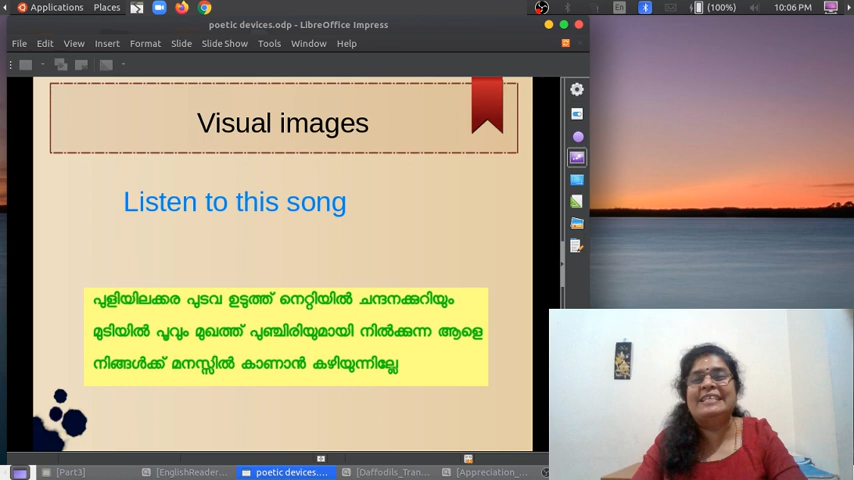 Applications Places En (100%) 10:06 PM
poetic devices.odp - LibreOffice Impress
File Edit View Insert Format Slide Slide Show Tools Window Help
Visual images
Listen to this song
പുളിയിലക്കര പുടവ ഉടുത്ത് നെറ്റിയിൽ ചന്ദനക്കുറിയും
മുടിയിൽ പൂവും മുഖത്ത് പുഞ്ചിരിയുമായി നിൽക്കുന്ന ആളെ
നിങ്ങൾക്ക് മനസ്സിൽ കാണാൻ കഴിയുന്നില്ലേ
[Part3] [EnglishReader... poetic devices.... [Daffodils_Tran... [Appreciation_...